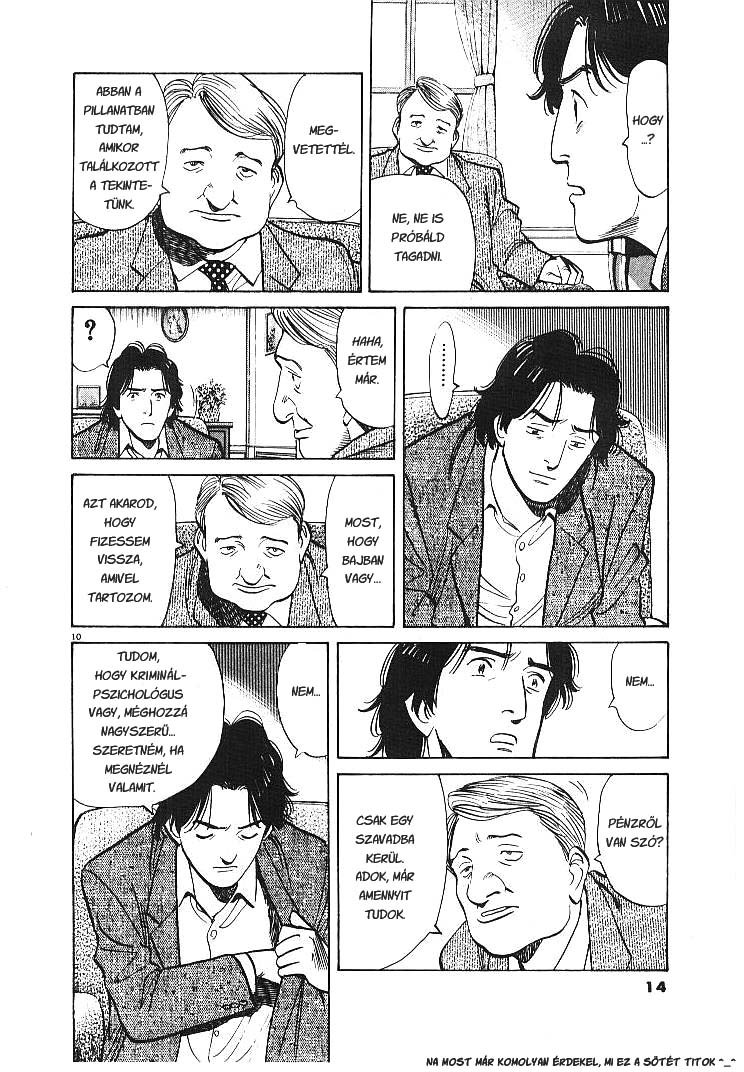 HOGY
...?
NE, NE IS
PRÓBÁLD
TAGADNI.
MEG-
VETETTÉL.
ABBAN A
PILLANATBAN
TUDTAM,
AMIKOR
TALÁLKOZOTT
A TEKINTE-
TÜNK.
.........
HAHA,
ÉRTEM
MÁR.
?
MOST,
HOGY
BAJBAN
VAGY...
AZT AKAROD,
HOGY
FIZESSEM
VISSZA,
AMIVEL
TARTOZOM.
10
NEM...
PÉNZRŐL
VAN SZÓ?
CSAK EGY
SZAVADBA
KERÜL.
ADOK, MÁR
AMENNYIT
TUDOK.
NEM...
TUDOM,
HOGY KRIMINÁL-
PSZICHOLÓGUS
VAGY, MÉGHOZZÁ
NAGYSZERŰ...
SZERETNÉM, HA
MEGNÉZNÉL
VALAMIT.
14
NA MOST MÁR KOMOLYAN ÉRDEKEL, MI EZ A SÖTÉT TITOK ^_^